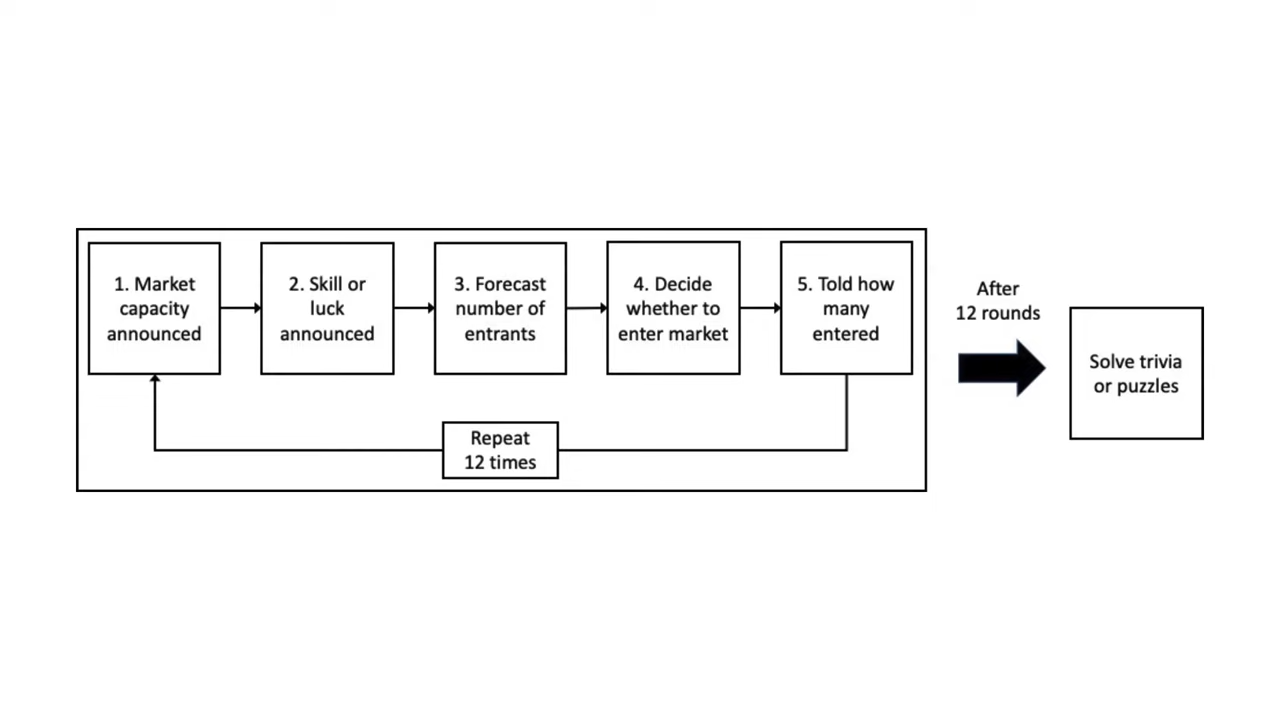 1. Market
capacity
announced
2. Skill or
luck
announced
3. Forecast
number of
entrants
4. Decide
whether to
enter market
5. Told how
many
entered
Repeat
12 times
After
12 rounds
Solve trivia
or puzzles